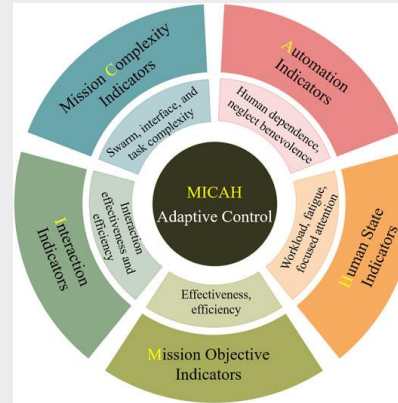 Mission Complexity
Indicators
Swarm, interface, and
task complexity
Automation
Indicators
Human dependence,
neglect benevolence
MICAH
Adaptive Control
Interaction
Indicators
Interaction
effectiveness and
efficiency
Workload, fatigue,
focused attention
Human State
Indicators
Effectiveness,
efficiency
Mission Objective
Indicators